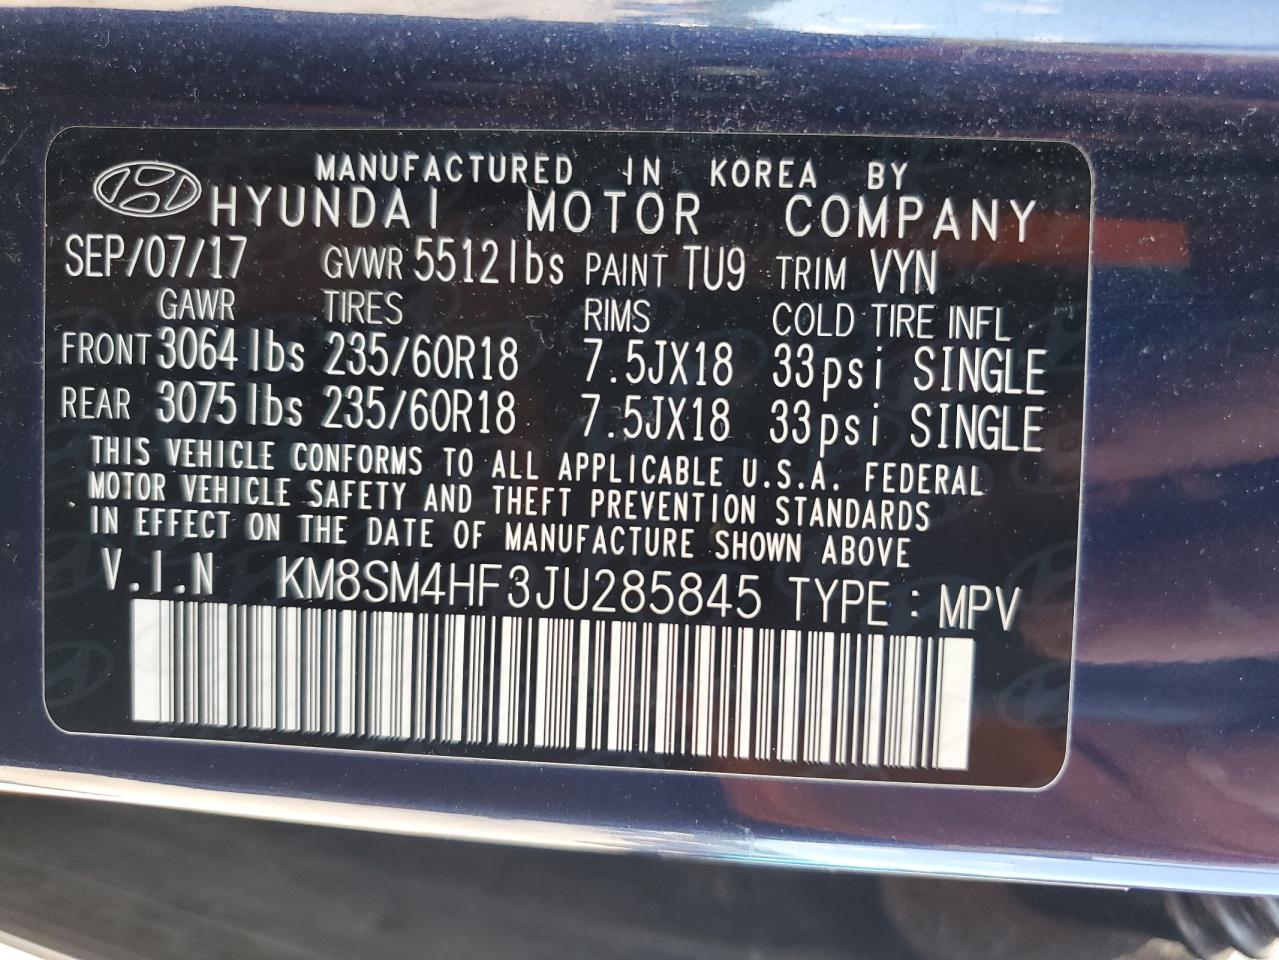 MANUFACTURED IN KOREA BY
HYUNDAI MOTOR COMPANY
SEP/07/17 GVWR 5512lbs PAINT TU9 TRIM VYN
GAWR TIRES RIMS COLD TIRE INFL.
FRONT 3064lbs 235/60R18 7.5JX18 33psi SINGLE
REAR 3075lbs 235/60R18 7.5JX18 33psi SINGLE
THIS VEHICLE CONFORMS TO ALL APPLICABLE U.S.A. FEDERAL
MOTOR VEHICLE SAFETY AND THEFT PREVENTION STANDARDS
IN EFFECT ON THE DATE OF MANUFACTURE SHOWN ABOVE
V.I.N KM8SM4HF3JU285845 TYPE : MPV